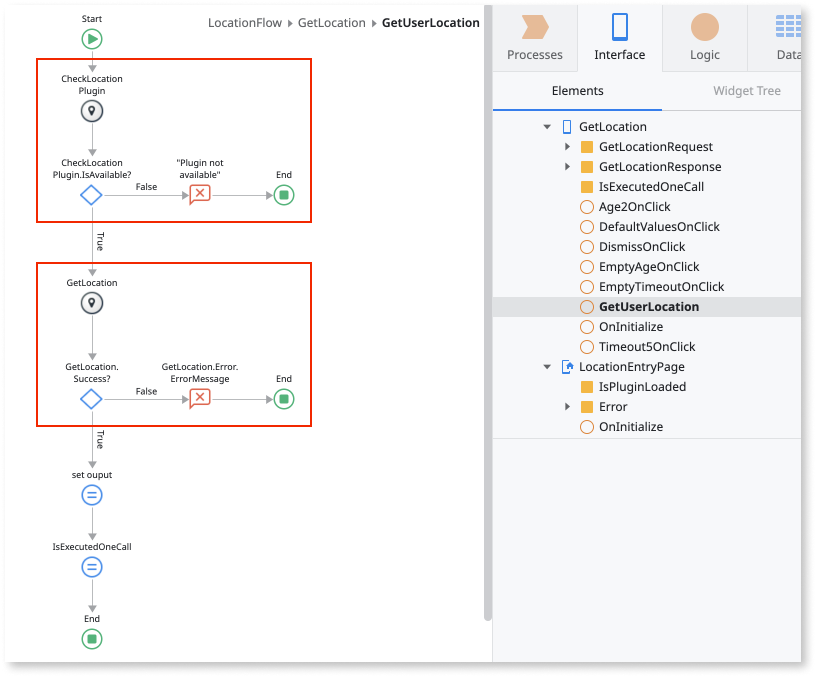 LocationFlow GetLocation GetUserLocation
Start
CheckLocation
Plugin
CheckLocation
Plugin.IsAvailable?
False
"Plugin not
available"
End
True
GetLocation
GetLocation.
Success?
False
GetLocation.Error.
ErrorMessage
End
True
set ouput
IsExecutedOneCall
End
Processes
Interface
Logic
Data
Elements
Widget Tree
GetLocation
GetLocationRequest
GetLocationResponse
IsExecutedOneCall
Age2OnClick
DefaultValuesOnClick
DismissOnClick
EmptyAgeOnClick
EmptyTimeoutOnClick
GetUserLocation
OnInitialize
Timeout5OnClick
LocationEntryPage
IsPluginLoaded
Error
OnInitialize